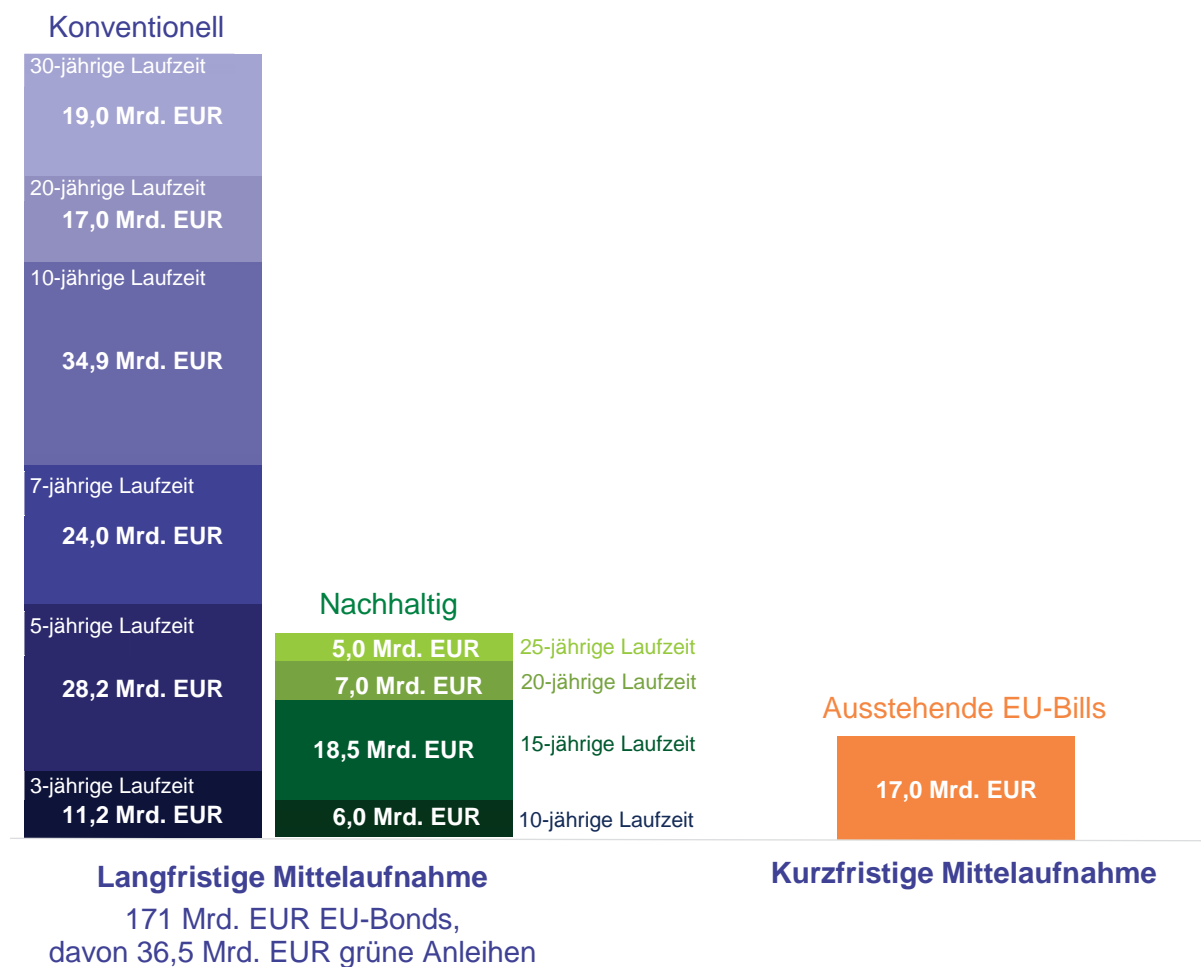 Konventionell
30-jährige Laufzeit
19,0 Mrd. EUR
20-jährige Laufzeit
17,0 Mrd. EUR
10-jährige Laufzeit
34,9 Mrd. EUR
7-jährige Laufzeit
24,0 Mrd. EUR
5-jährige Laufzeit
28,2 Mrd. EUR
3-jährige Laufzeit
11,2 Mrd. EUR
Nachhaltig
5,0 Mrd. EUR 25-jährige Laufzeit
7,0 Mrd. EUR 20-jährige Laufzeit
18,5 Mrd. EUR 15-jährige Laufzeit
6,0 Mrd. EUR 10-jährige Laufzeit
Langfristige Mittelaufnahme
171 Mrd. EUR EU-Bonds,
davon 36,5 Mrd. EUR grüne Anleihen
Ausstehende EU-Bills
17,0 Mrd. EUR
Kurzfristige Mittelaufnahme